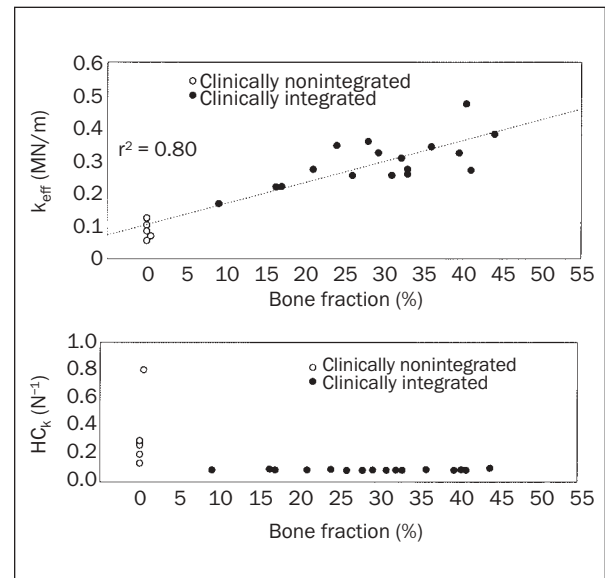 0.6
○ Clinically nonintegrated
● Clinically integrated
0.5
0.4
r² = 0.80
0.3
0.2
0.1
0
k_eff (MN/m)
0 5 10 15 20 25 30 35 40 45 50 55
Bone fraction (%)
1.0
○ Clinically nonintegrated
● Clinically integrated
0.8
0.6
0.4
0.2
0.0
HC_k (N⁻¹)
0 5 10 15 20 25 30 35 40 45 50 55
Bone fraction (%)